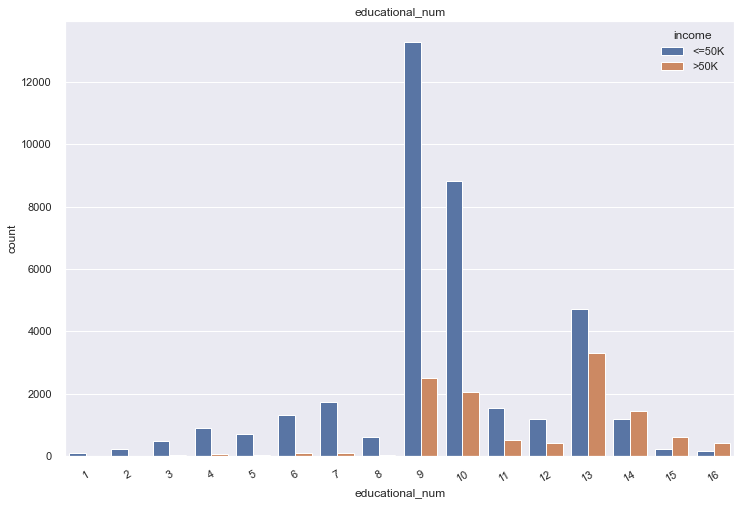 educational_num
income
<=50K
>50K
12000
10000
8000
6000
4000
2000
0
count
1 2 3 4 5 6 7 8 9 10 11 12 13 14 15 16
educational_num